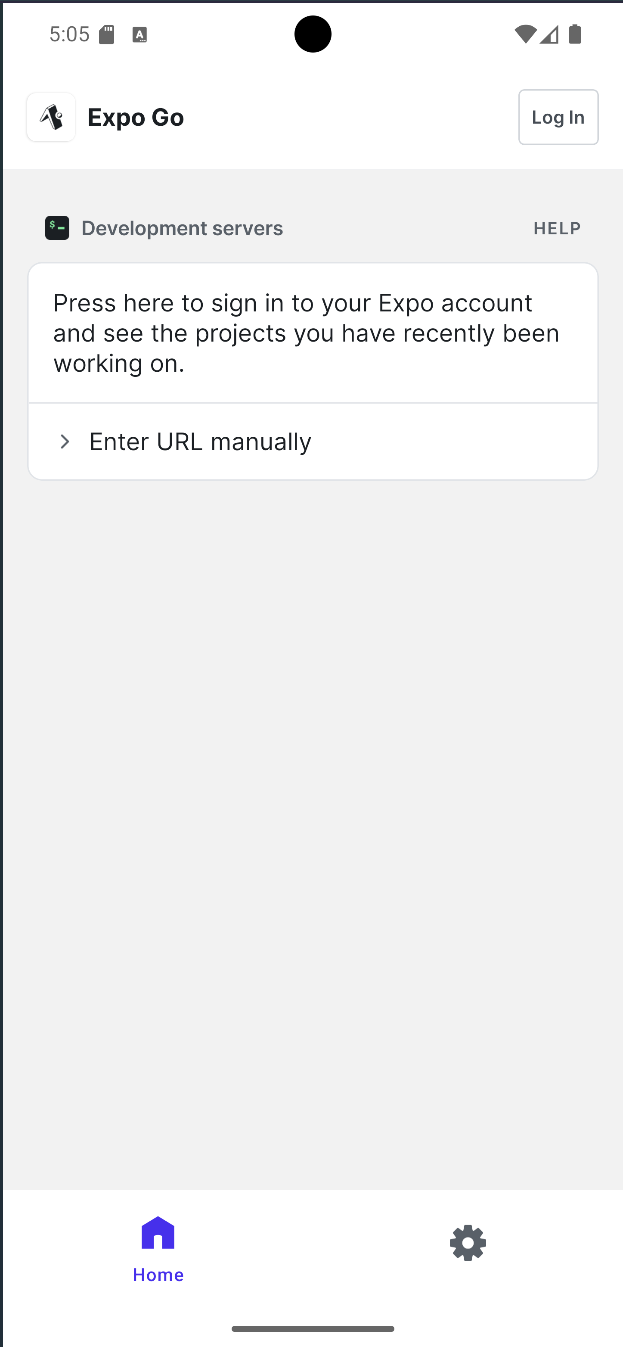 5:05
A
Expo Go
Log In
$
Development servers
HELP
Press here to sign in to your Expo account
and see the projects you have recently been
working on.
Enter URL manually
Home